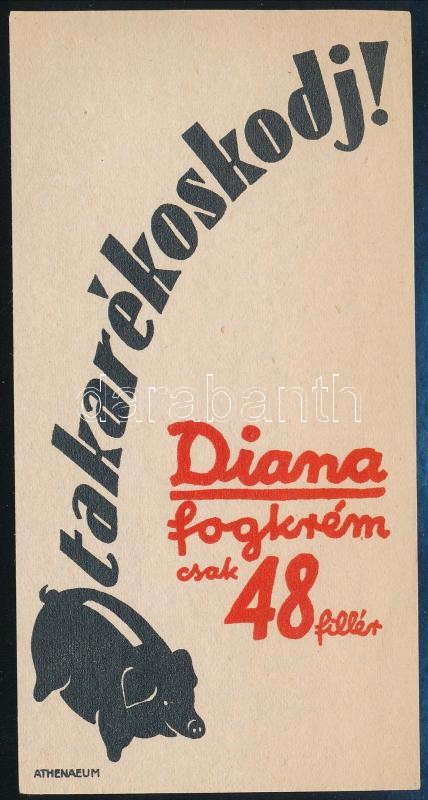 takarékoskodj!
darabanth
Diana
fogkrém
csak 48 fillér
ATHENAEUM